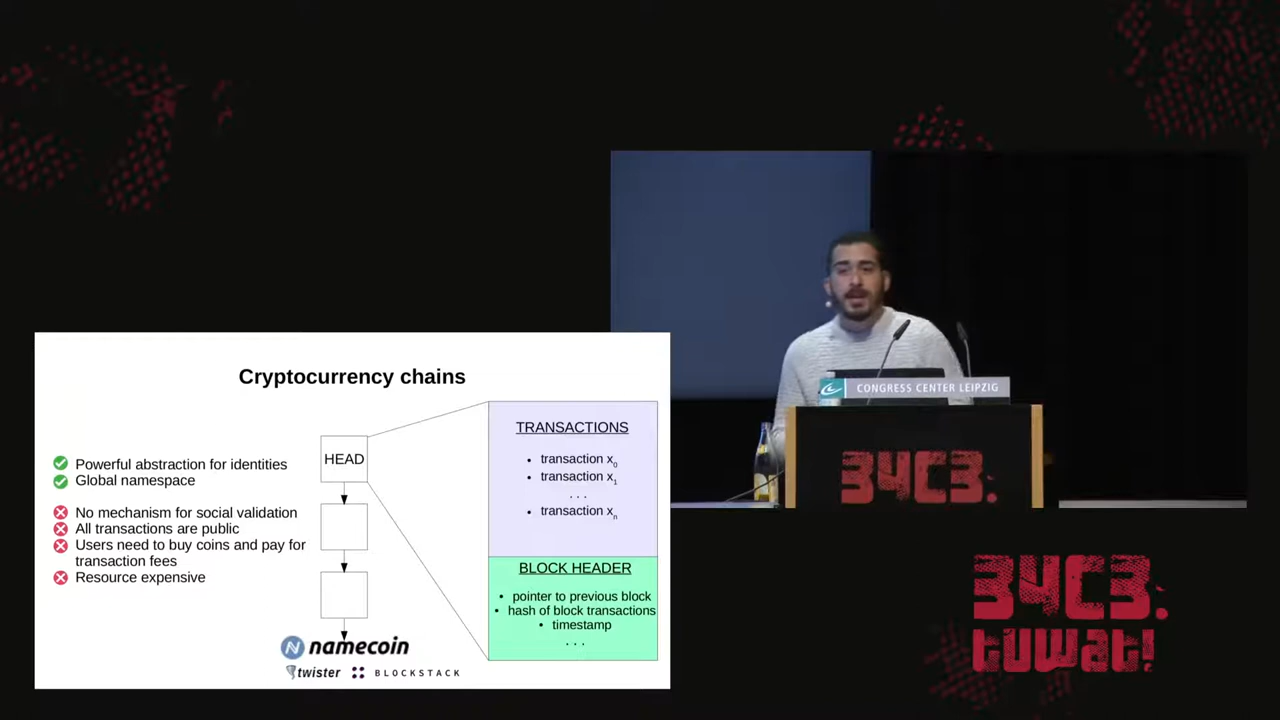 Cryptocurrency chains
Powerful abstraction for identities
Global namespace
No mechanism for social validation
All transactions are public
Users need to buy coins and pay for
transaction fees
Resource expensive
HEAD
TRANSACTIONS
• transaction x0
• transaction x1
. . .
• transaction xn
BLOCK HEADER
• pointer to previous block
• hash of block transactions
• timestamp
. . .
N namecoin
twister BLOCKSTACK
CONGRESS CENTER LEIPZIG
34C3:
34C3:
tuwat!